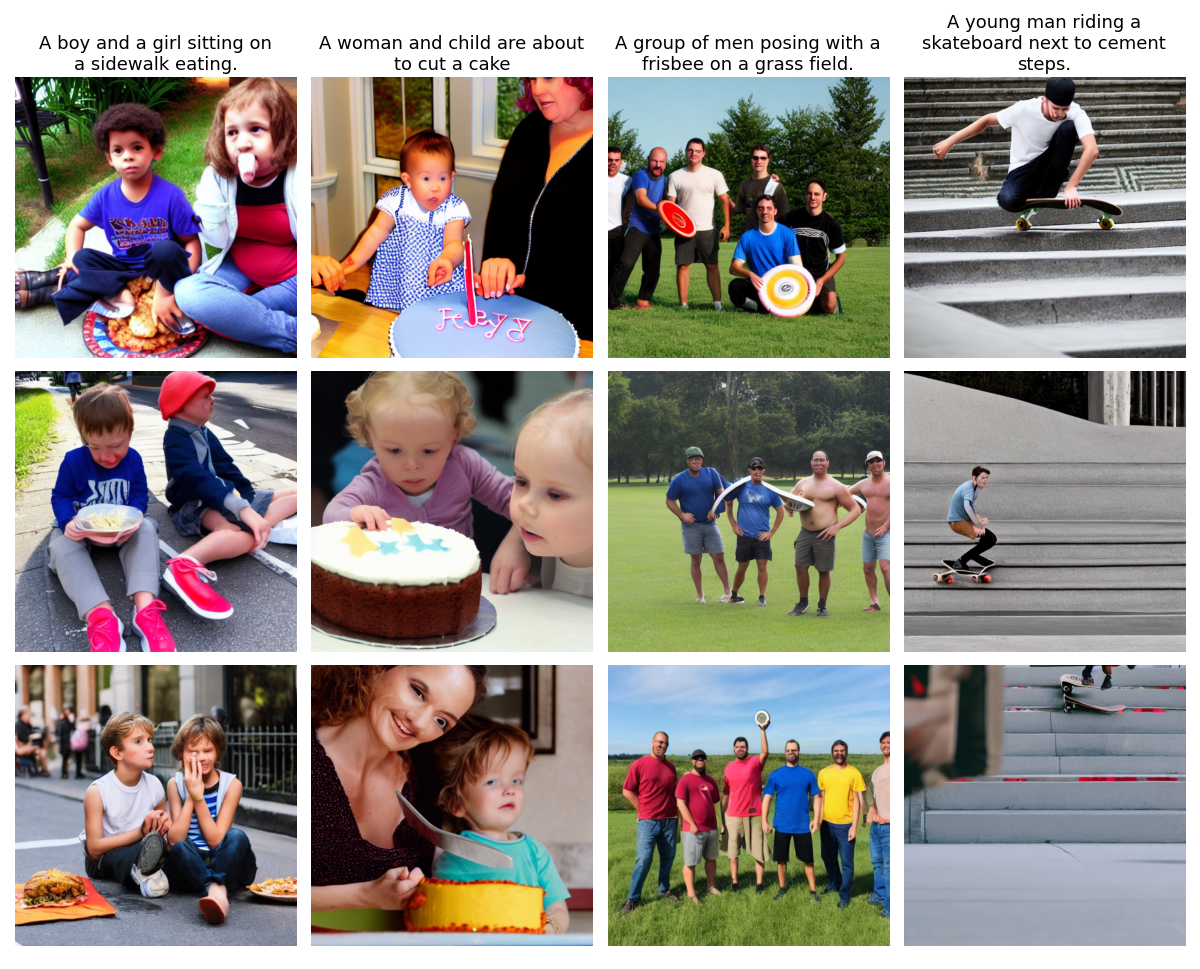 A boy and a girl sitting on
a sidewalk eating.
A woman and child are about
to cut a cake
A group of men posing with a
frisbee on a grass field.
A young man riding a
skateboard next to cement
steps.